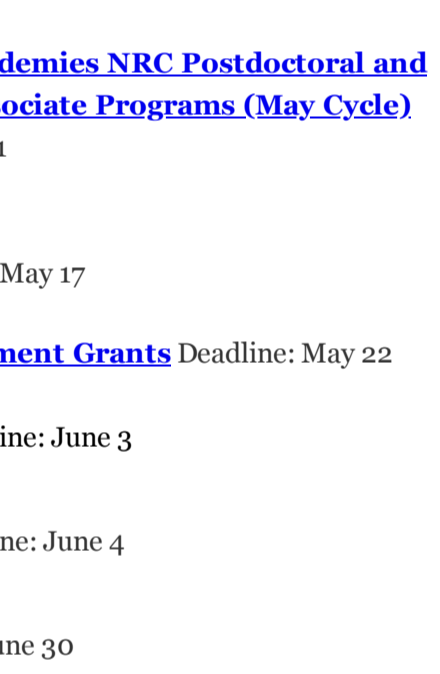 demies NRC Postdoctoral and
ociate Programs (May Cycle)
1
May 17
ment Grants Deadline: May 22
ine: June 3
ne: June 4
une 30